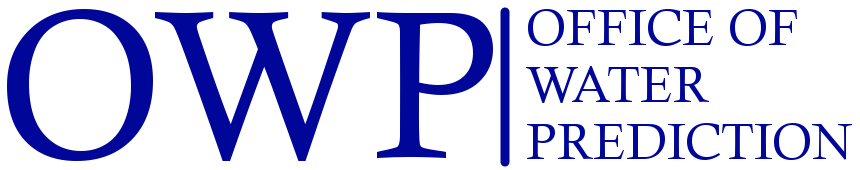 OWP
OFFICE OF
WATER
PREDICTION